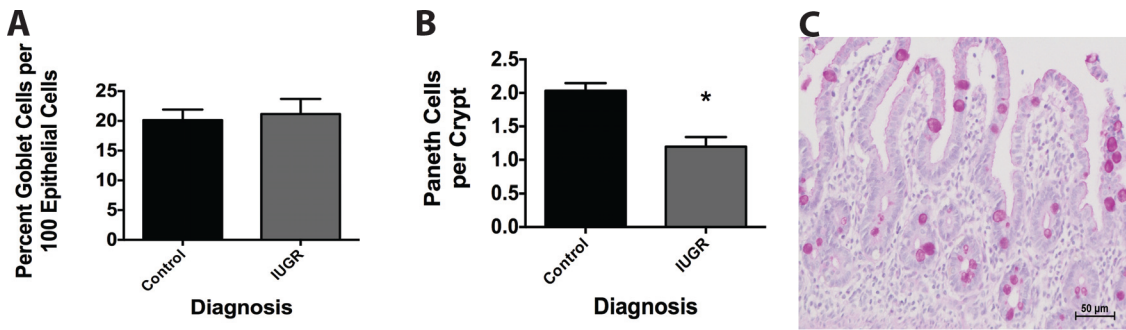 A
Percent Goblet Cells per
100 Epithelial Cells
25
20
15
10
5
0
Control
IUGR
Diagnosis
B
Paneth Cells
per Crypt
2.5
2.0
1.5
1.0
0.5
0.0
*
Control
IUGR
Diagnosis
C
50 µm